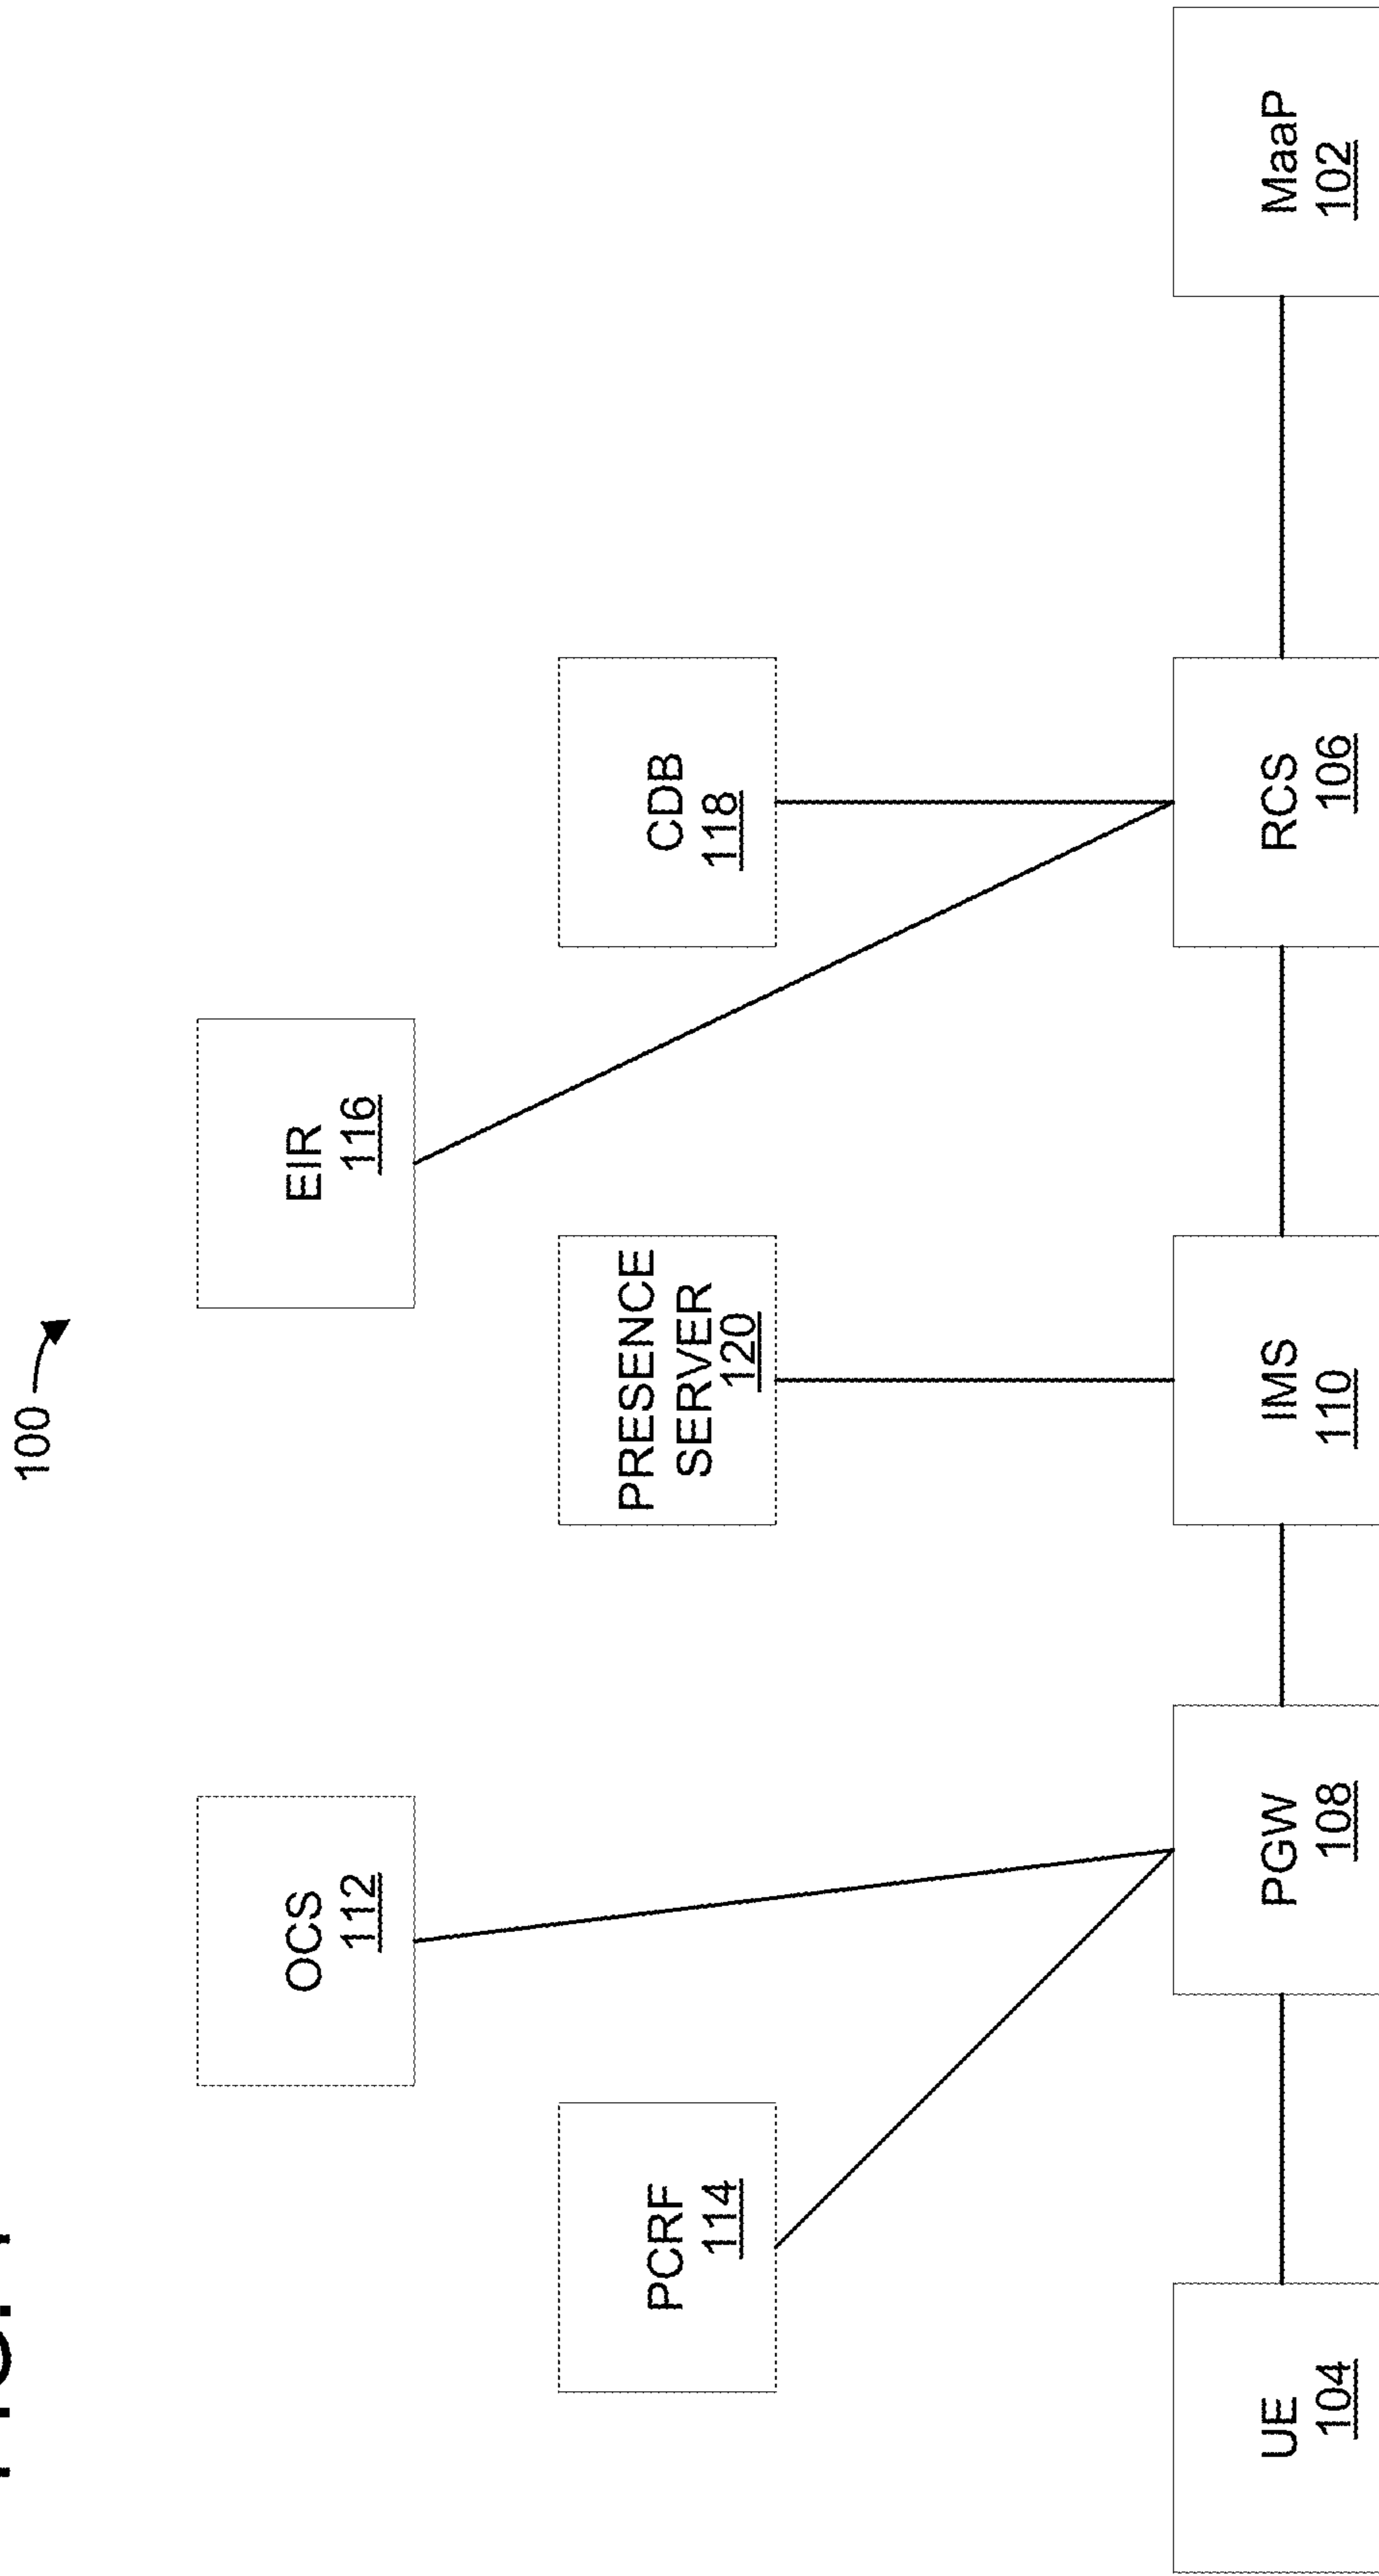 100
OCS
112
EIR
116
PCRF
114
PRESENCE
SERVER
120
CDB
118
UE
104
PGW
108
IMS
110
RCS
106
MaaP
102